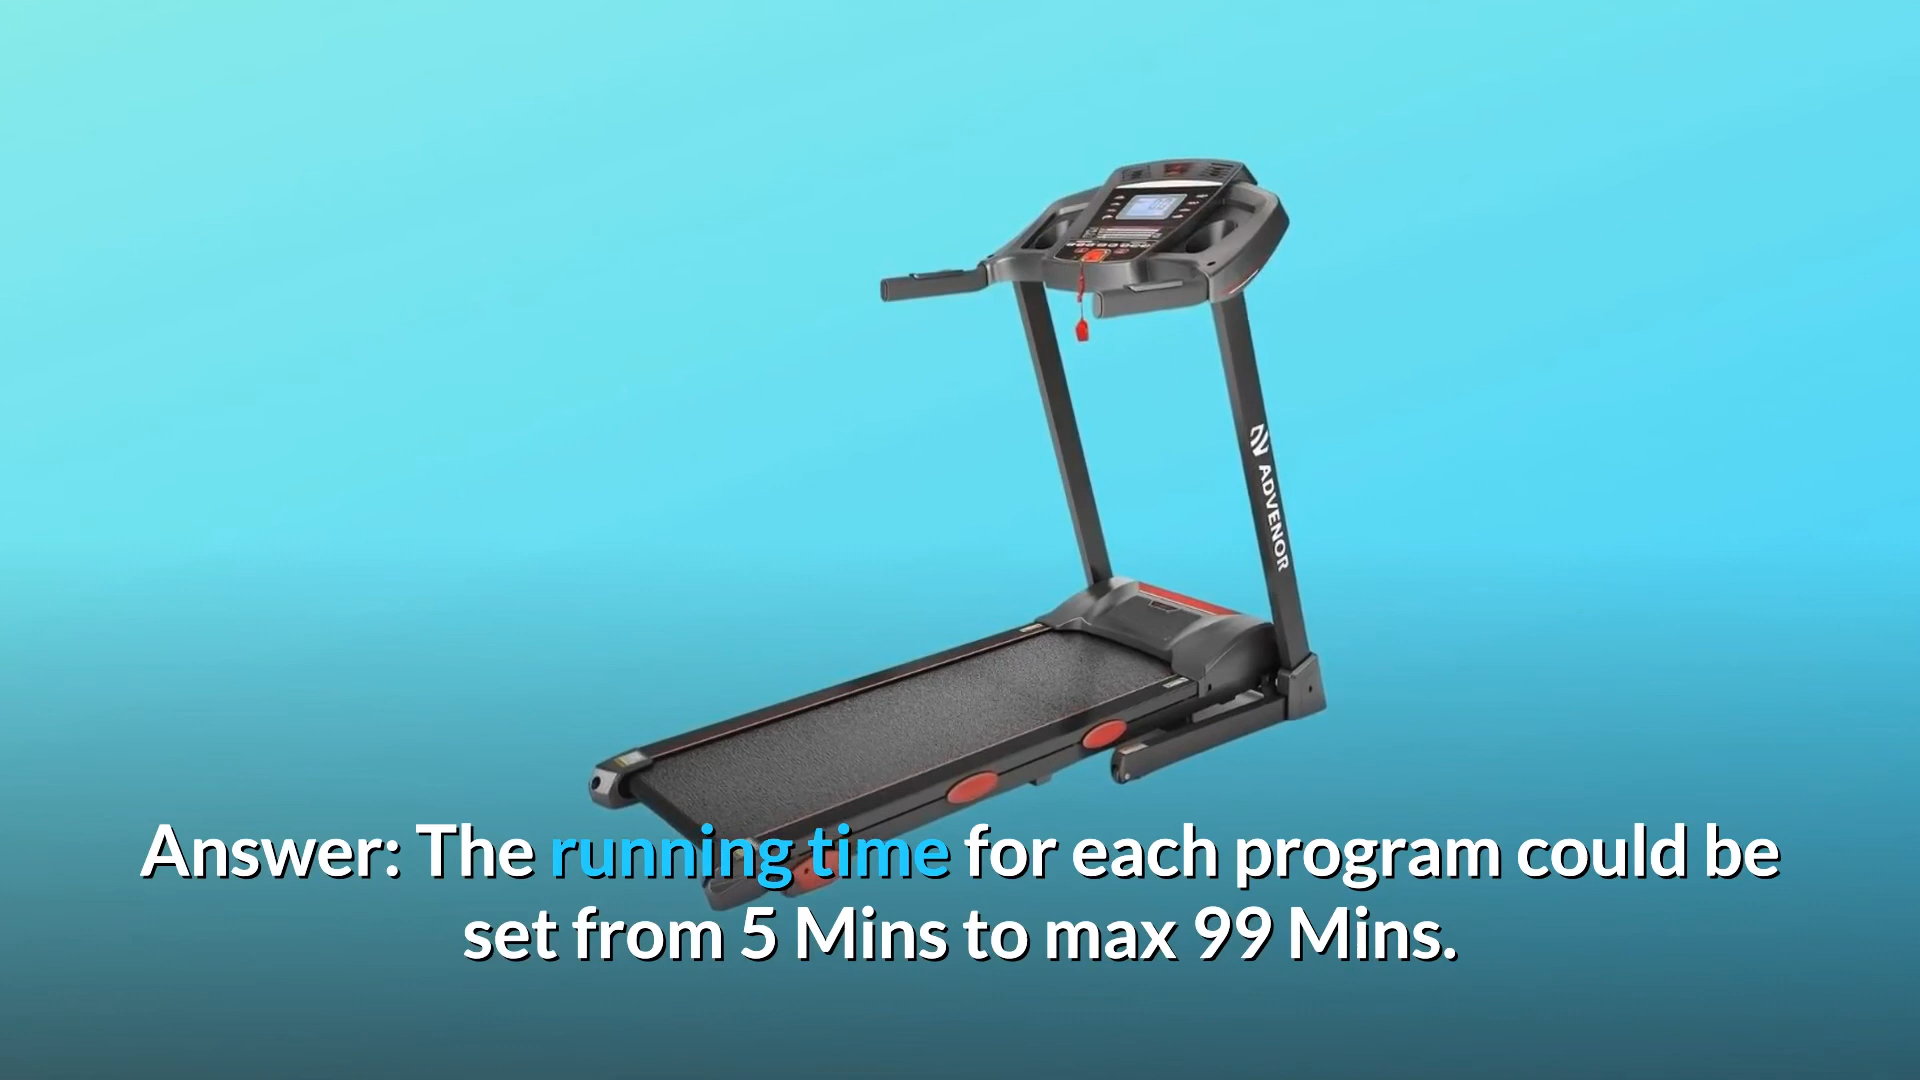 ADVENOR
Answer: The running time for each program could be
set from 5 Mins to max 99 Mins.